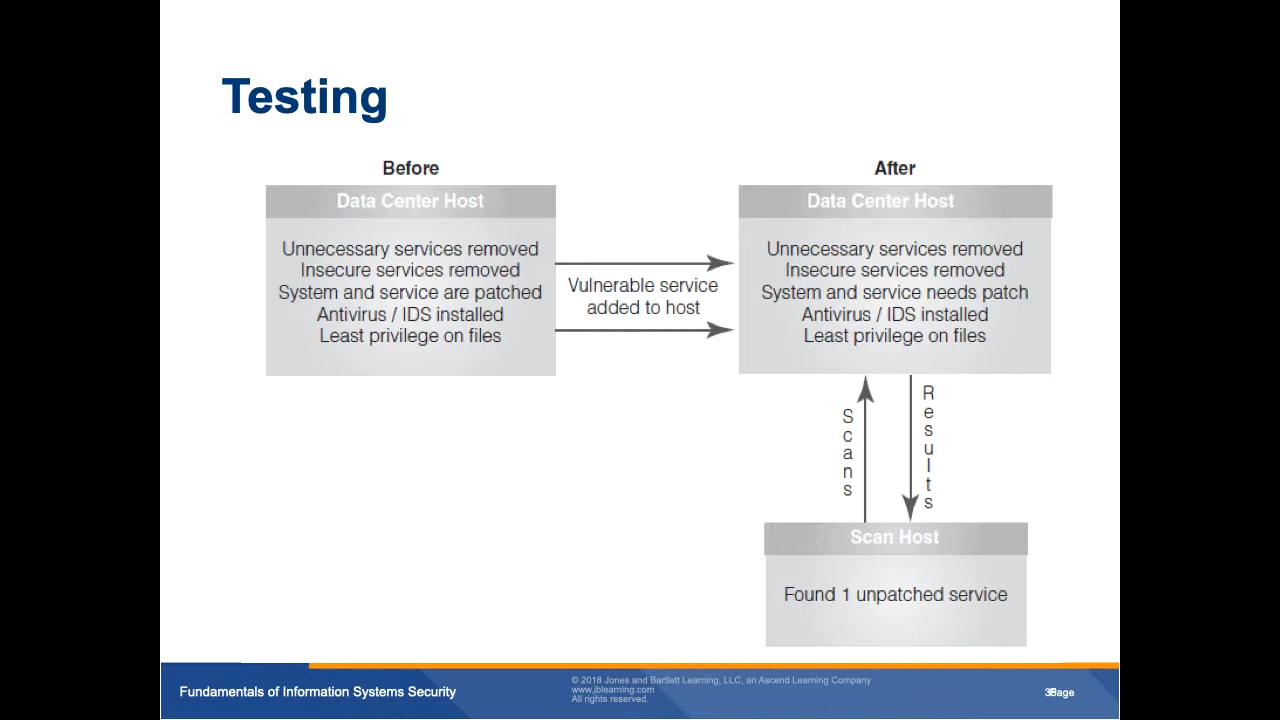 Testing
Before
Data Center Host
Unnecessary services removed
Insecure services removed
System and service are patched
Antivirus / IDS installed
Least privilege on files
Vulnerable service
added to host
After
Data Center Host
Unnecessary services removed
Insecure services removed
System and service needs patch
Antivirus / IDS installed
Least privilege on files
Scans
Results
Scan Host
Found 1 unpatched service
Fundamentals of Information Systems Security
© 2018 Jones and Bartlett Learning, LLC, an Ascend Learning Company
www.jblearning.com
All rights reserved.